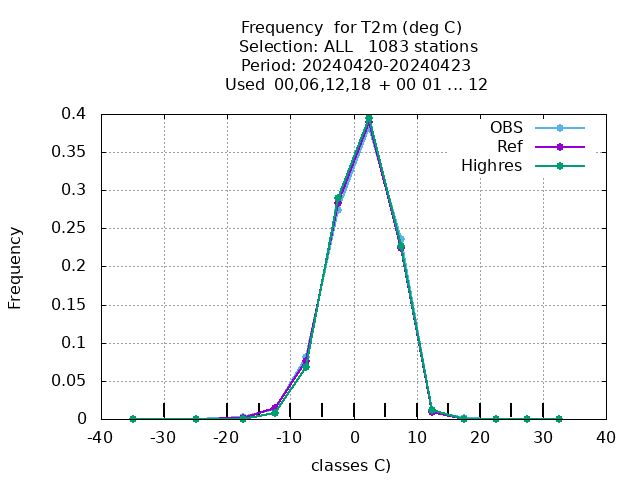 Frequency for T2m (deg C)
Selection: ALL 1083 stations
Period: 20240420-20240423
Used 00,06,12,18 + 00 01 ... 12
OBS
Ref
Highres
Frequency
0.4
0.35
0.3
0.25
0.2
0.15
0.1
0.05
0
-40 -30 -20 -10 0 10 20 30 40
classes C)